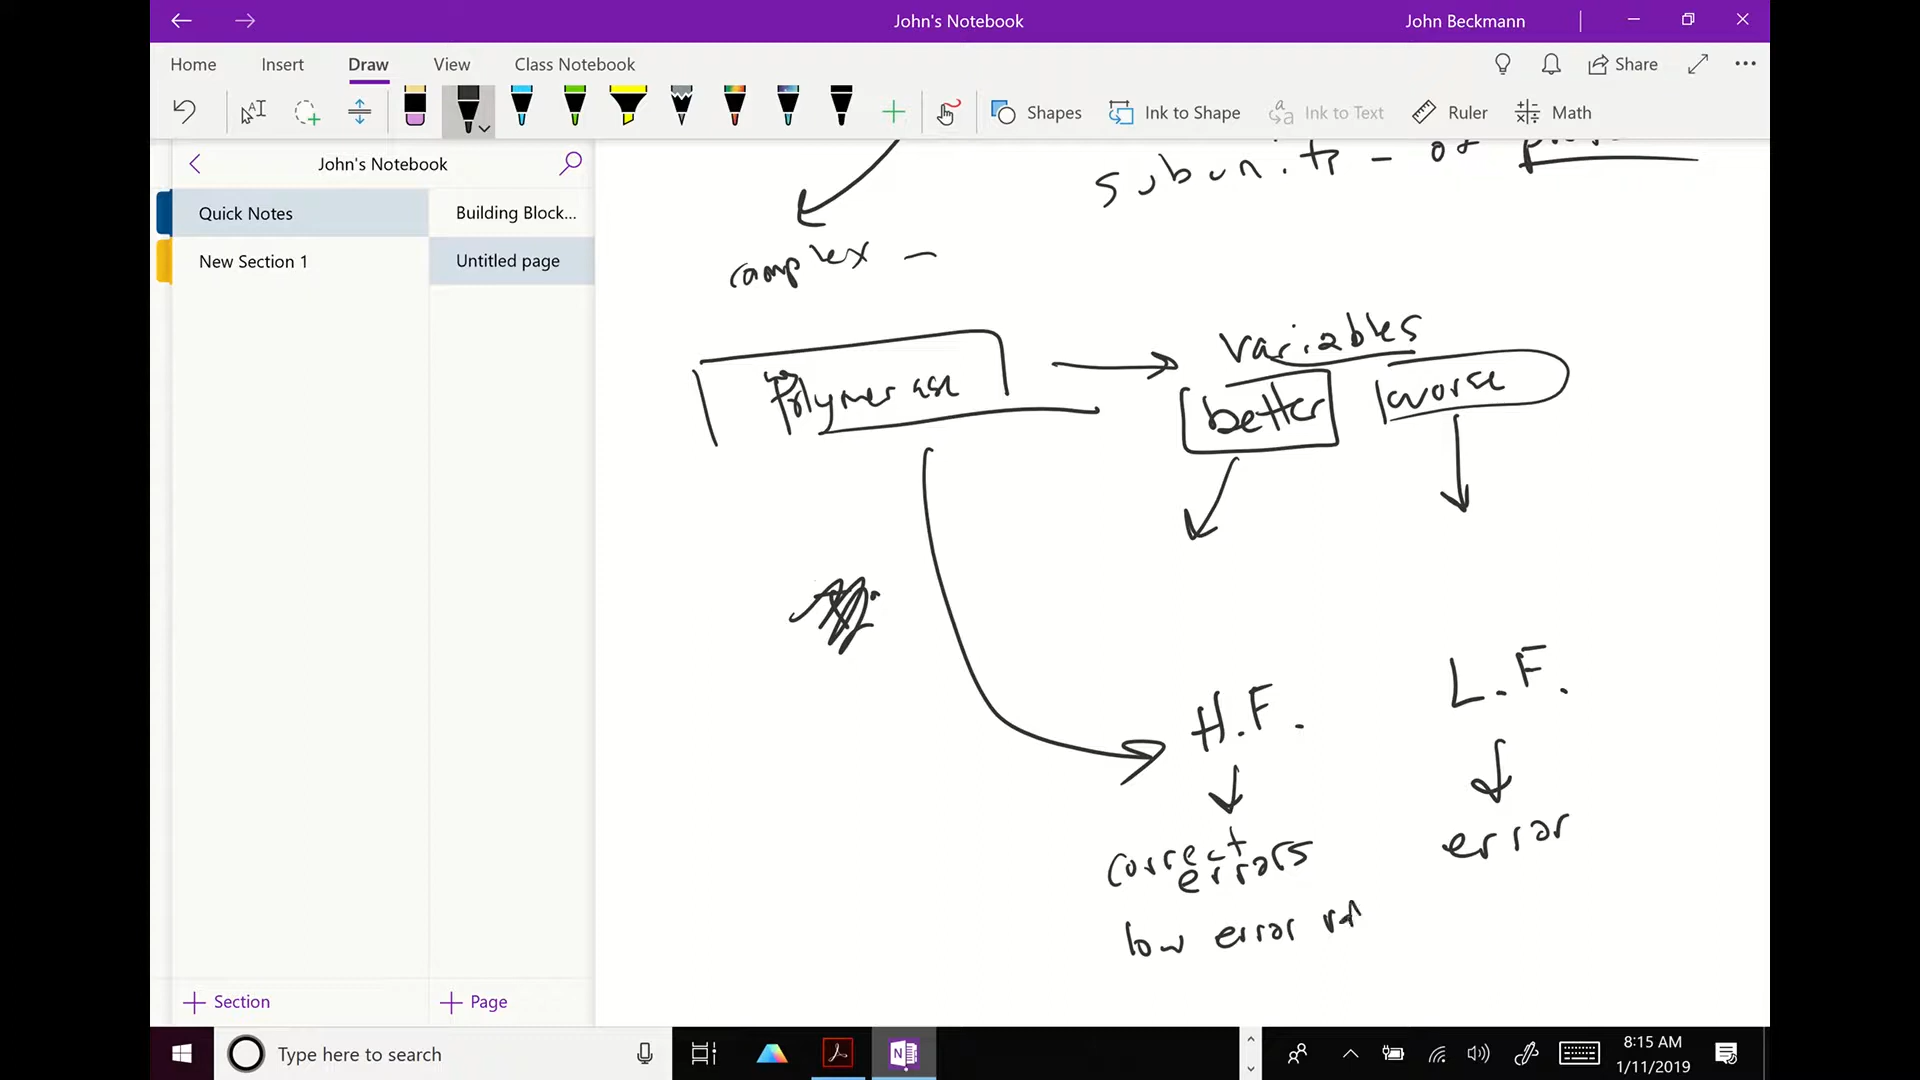 John's Notebook
John Beckmann
Home Insert Draw View Class Notebook
Share
Shapes Ink to Shape Ink to Text Ruler Math
John's Notebook
Quick Notes
New Section 1
Building Block...
Untitled page
Section
Page
subunits - of
complex -
Polymerase
variables
better worse
H.F.
L.F.
correct
errors
error
low error rat
Type here to search
8:15 AM
1/11/2019